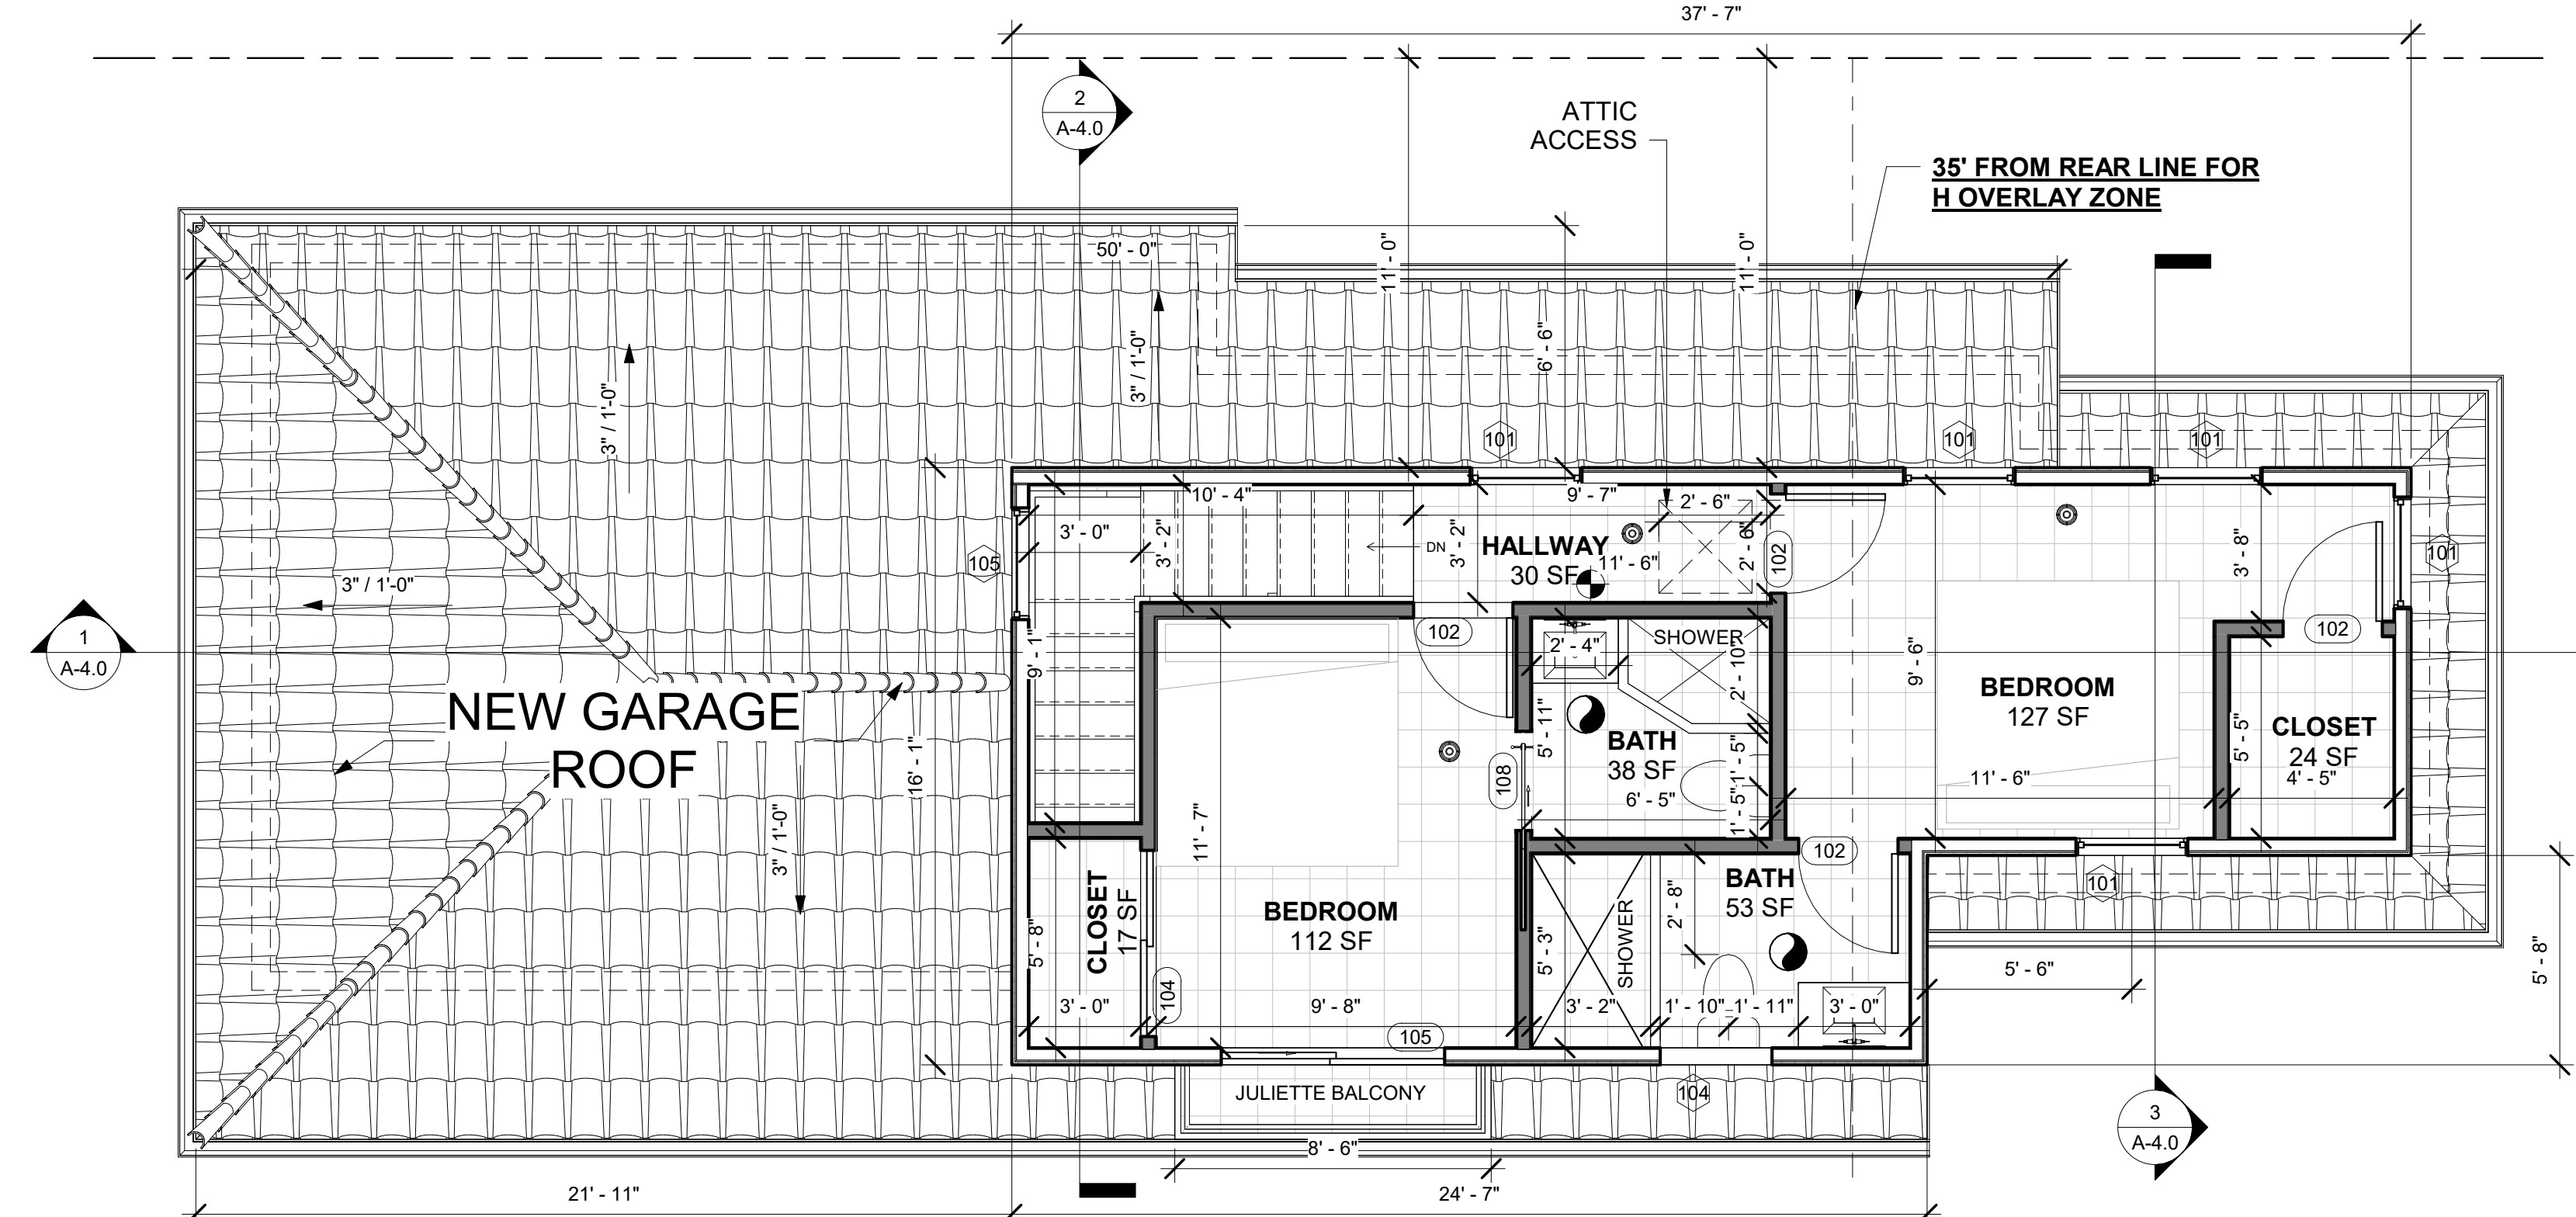 37' - 7"
2
A-4.0
ATTIC
ACCESS
35' FROM REAR LINE FOR
H OVERLAY ZONE
50' - 0"
11' - 0"
11' - 0"
3" / 1'-0"
3" / 1'-0"
6' - 6"
101
101
101
10' - 4"
9' - 7"
2' - 6"
3' - 0"
3' - 2"
DN
3' - 2"
HALLWAY
30 SF
11' - 6"
2' - 6"
102
3' - 8"
101
105
3" / 1'-0"
1
A-4.0
9' - 1"
102
2' - 4"
SHOWER
2' - 10"
9' - 6"
102
NEW GARAGE
ROOF
16' - 1"
5' - 11"
BATH
38 SF
6' - 5"
1' - 5"
1' - 5"
108
BEDROOM
127 SF
11' - 6"
5' - 5"
CLOSET
24 SF
4' - 5"
3" / 1'-0"
11' - 7"
102
CLOSET
17 SF
5' - 8"
3' - 0"
104
BEDROOM
112 SF
9' - 8"
105
5' - 3"
SHOWER
3' - 2"
2' - 8"
BATH
53 SF
1' - 10"
1' - 11"
3' - 0"
101
5' - 6"
5' - 8"
JULIETTE BALCONY
104
3
A-4.0
8' - 6"
21' - 11"
24' - 7"